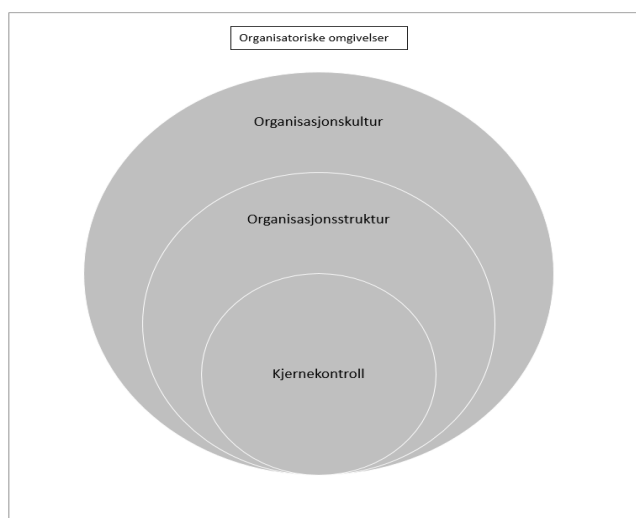 Organisatoriske omgivelser
Organisasjonskultur
Organisasjonsstruktur
Kjernekontroll